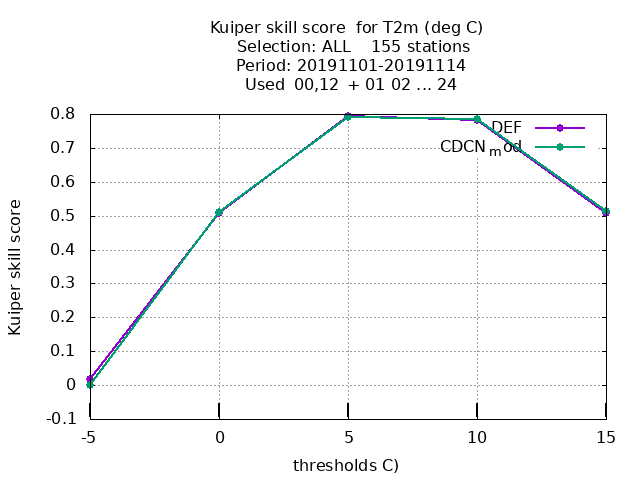 Kuiper skill score for T2m (deg C)
Selection: ALL 155 stations
Period: 20191101-20191114
Used 00,12 + 01 02 ... 24
0.8
0.7
0.6
0.5
0.4
0.3
0.2
0.1
0
-0.1
Kuiper skill score
DEF
CDCNmod
-5
0
5
10
15
thresholds C)